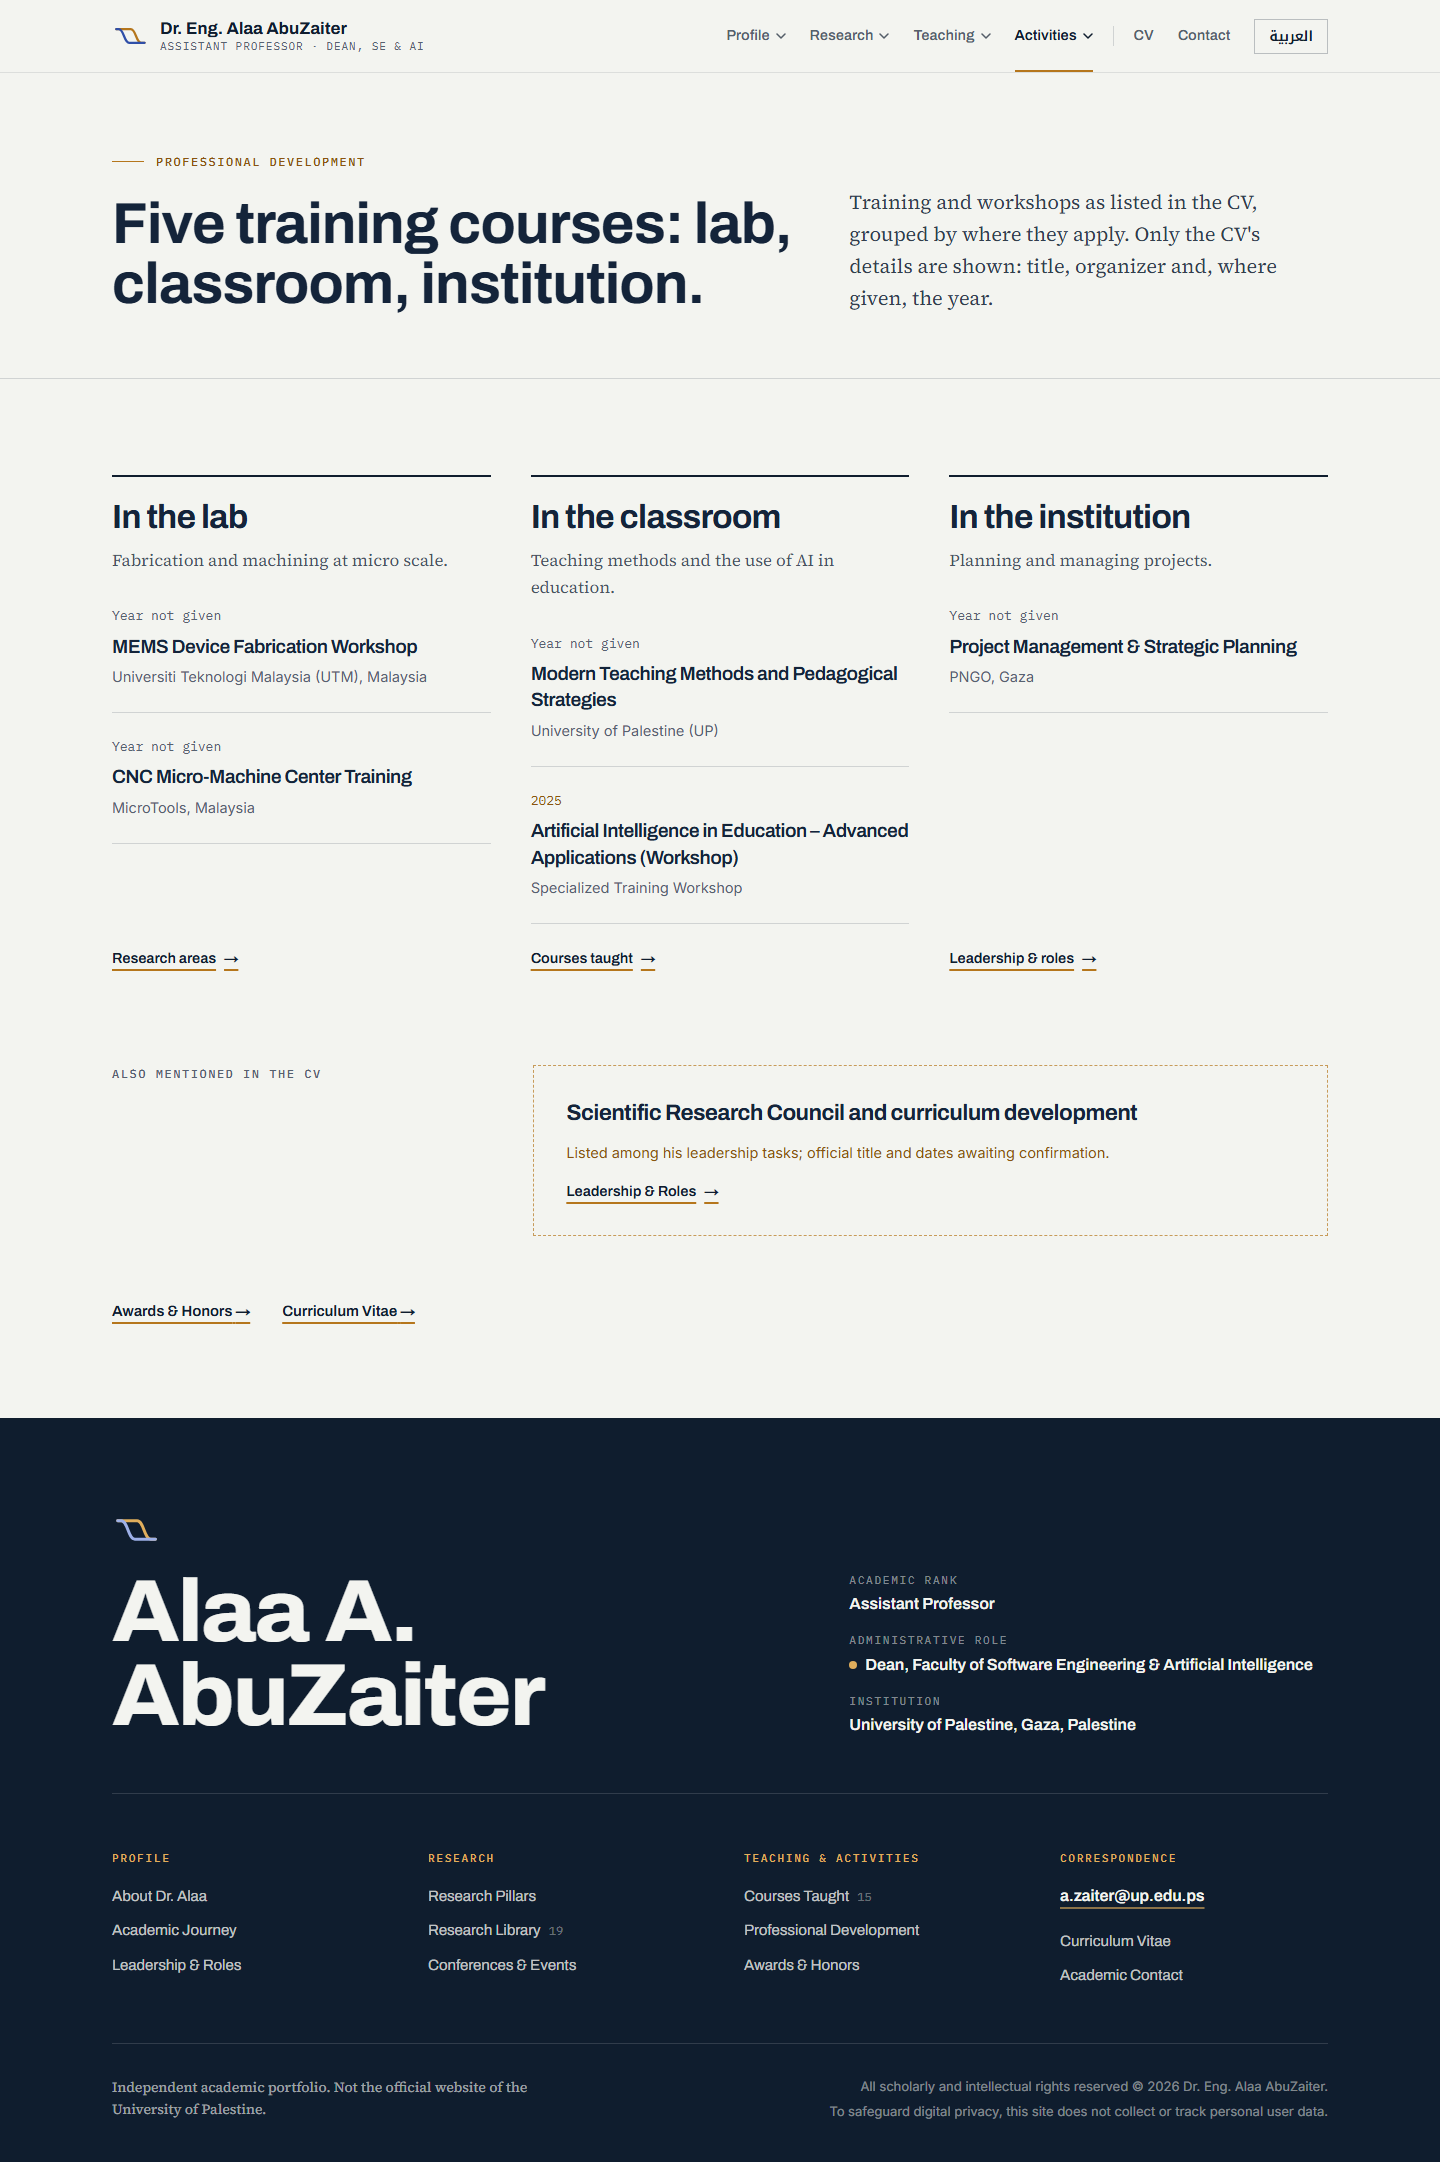 Dr. Eng. Alaa AbuZaiter
ASSISTANT PROFESSOR · DEAN, SE & AI
Profile
Research
Teaching
Activities
CV
Contact
العربية
PROFESSIONAL DEVELOPMENT
Five training courses: lab,
classroom, institution.
Training and workshops as listed in the CV,
grouped by where they apply. Only the CV's
details are shown: title, organizer and, where
given, the year.
In the lab
Fabrication and machining at micro scale.
Year not given
MEMS Device Fabrication Workshop
Universiti Teknologi Malaysia (UTM), Malaysia
Year not given
CNC Micro-Machine Center Training
MicroTools, Malaysia
Research areas →
In the classroom
Teaching methods and the use of AI in
education.
Year not given
Modern Teaching Methods and Pedagogical
Strategies
University of Palestine (UP)
2025
Artificial Intelligence in Education – Advanced
Applications (Workshop)
Specialized Training Workshop
Courses taught →
In the institution
Planning and managing projects.
Year not given
Project Management & Strategic Planning
PNGO, Gaza
Leadership & roles →
ALSO MENTIONED IN THE CV
Scientific Research Council and curriculum development
Listed among his leadership tasks; official title and dates awaiting confirmation.
Leadership & Roles →
Awards & Honors →
Curriculum Vitae →
Alaa A.
AbuZaiter
ACADEMIC RANK
Assistant Professor
ADMINISTRATIVE ROLE
Dean, Faculty of Software Engineering & Artificial Intelligence
INSTITUTION
University of Palestine, Gaza, Palestine
PROFILE
About Dr. Alaa
Academic Journey
Leadership & Roles
RESEARCH
Research Pillars
Research Library 19
Conferences & Events
TEACHING & ACTIVITIES
Courses Taught 15
Professional Development
Awards & Honors
CORRESPONDENCE
a.zaiter@up.edu.ps
Curriculum Vitae
Academic Contact
Independent academic portfolio. Not the official website of the
University of Palestine.
All scholarly and intellectual rights reserved © 2026 Dr. Eng. Alaa AbuZaiter.
To safeguard digital privacy, this site does not collect or track personal user data.